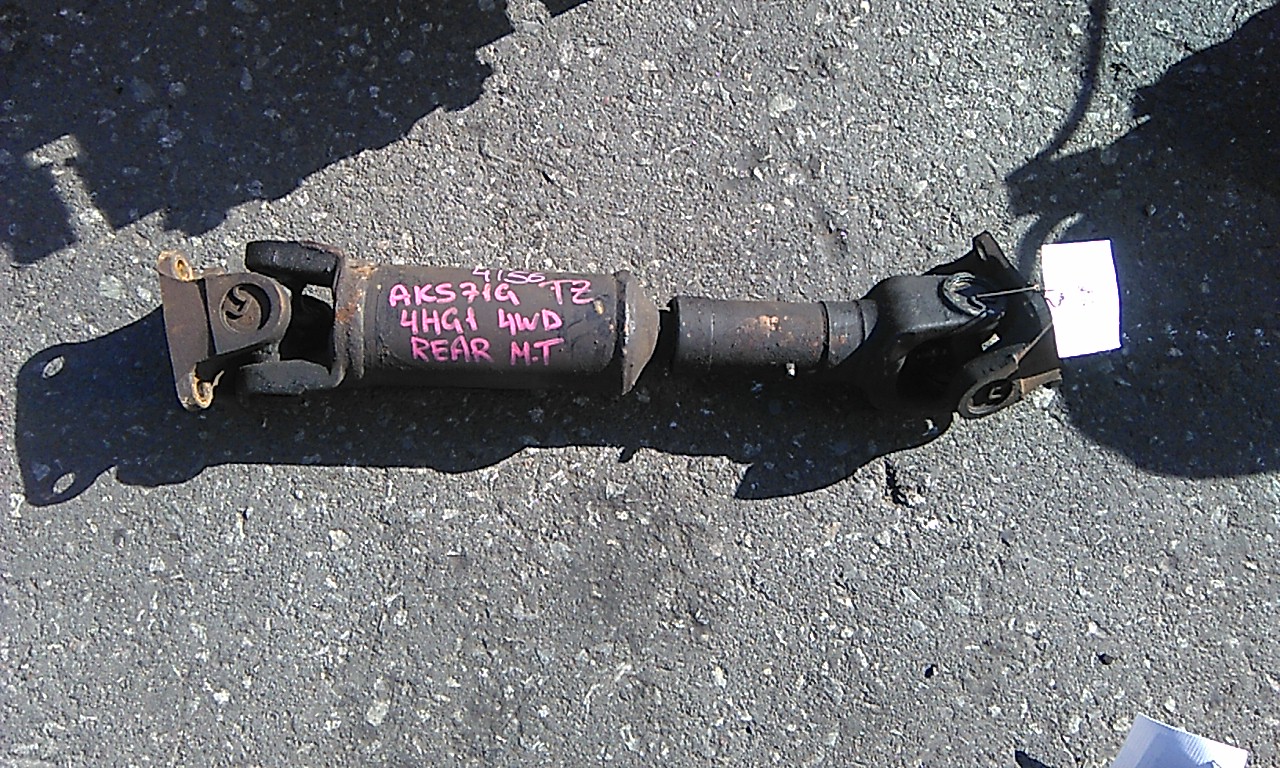 4156
AKS71G TZ
4HG1 4WD
REAR M.T